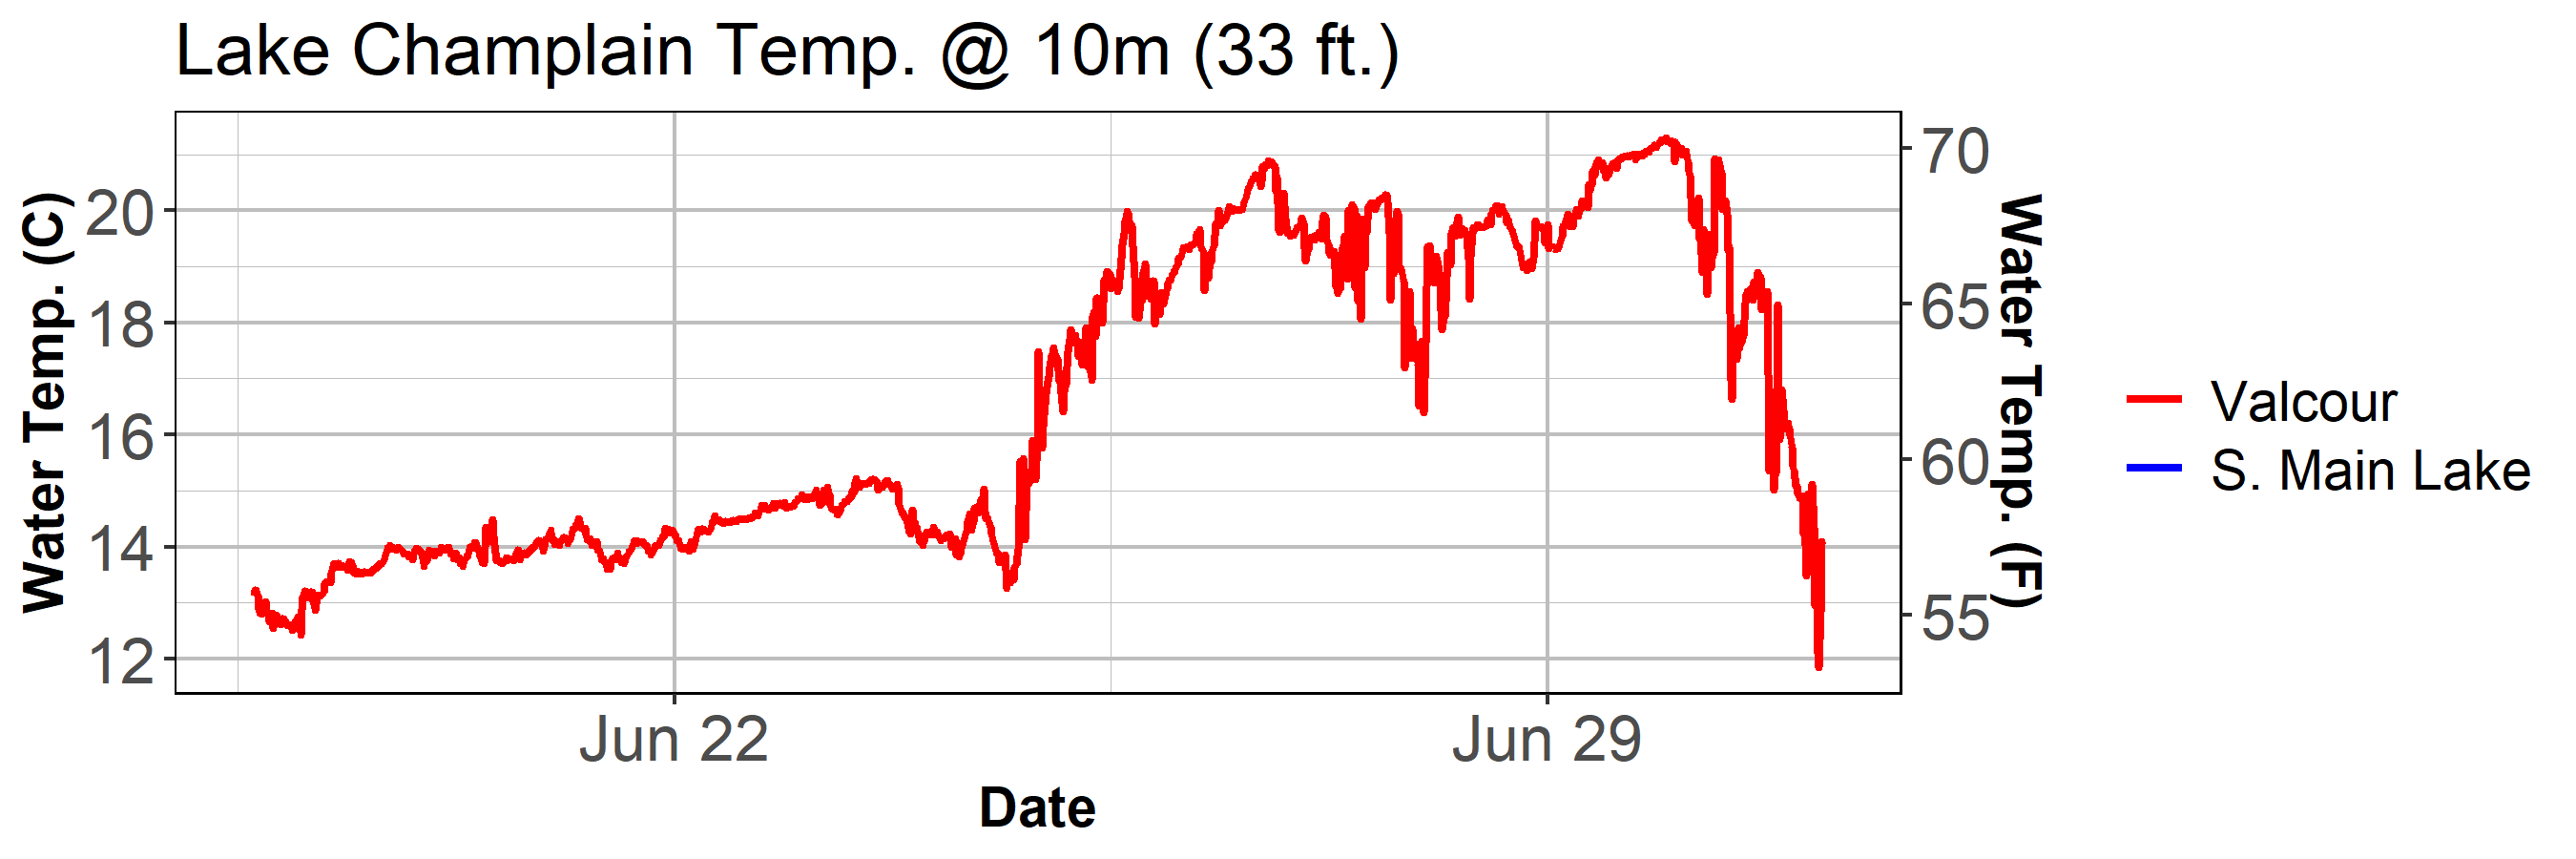 Lake Champlain Temp. @ 10m (33 ft.)
Water Temp. (C)
20
18
16
14
12
70
65
60
55
Water Temp. (F)
Jun 22
Jun 29
Date
Valcour
S. Main Lake